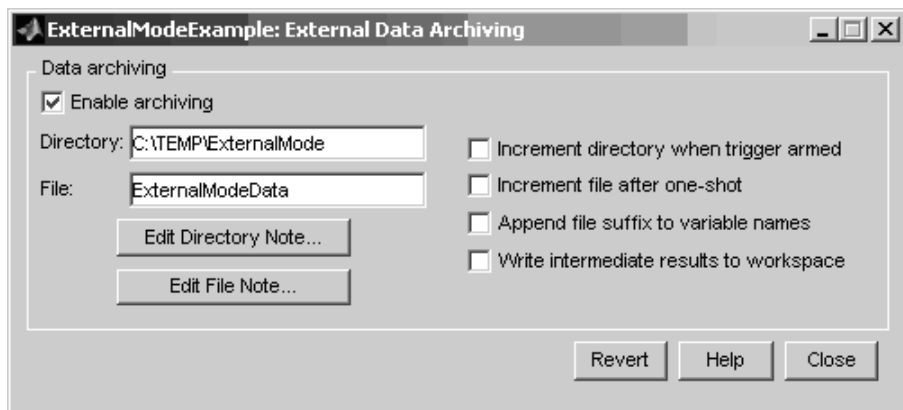 ExternalModeExample: External Data Archiving
Data archiving
Enable archiving
Directory: C:\TEMP\ExternalMode
File: ExternalModeData
Edit Directory Note...
Edit File Note...
Increment directory when trigger armed
Increment file after one-shot
Append file suffix to variable names
Write intermediate results to workspace
Revert Help Close